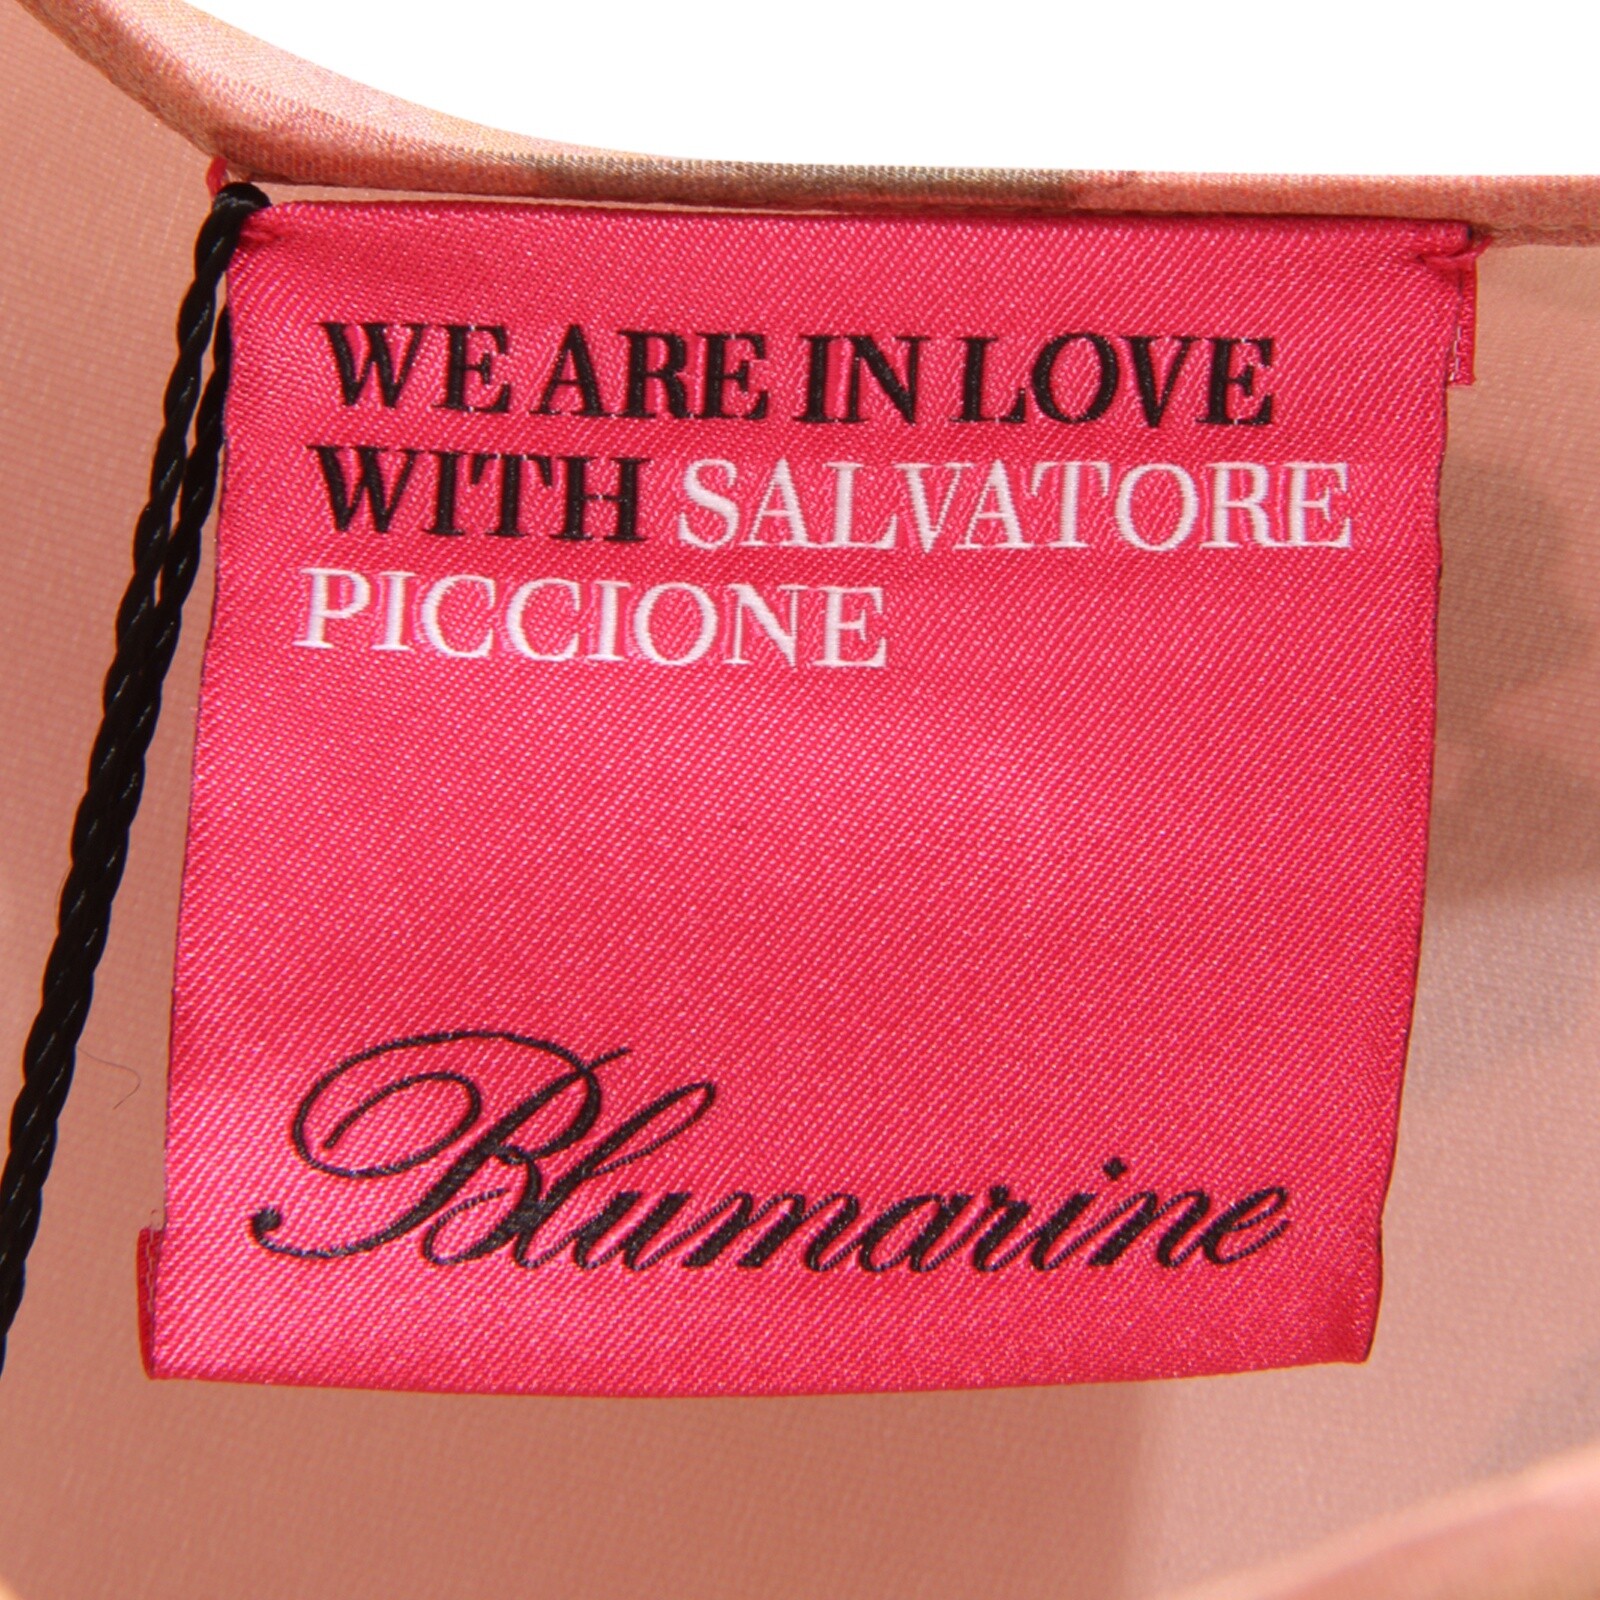 WE ARE IN LOVE
WITH SALVATORE
PICCIONE
Blumarine